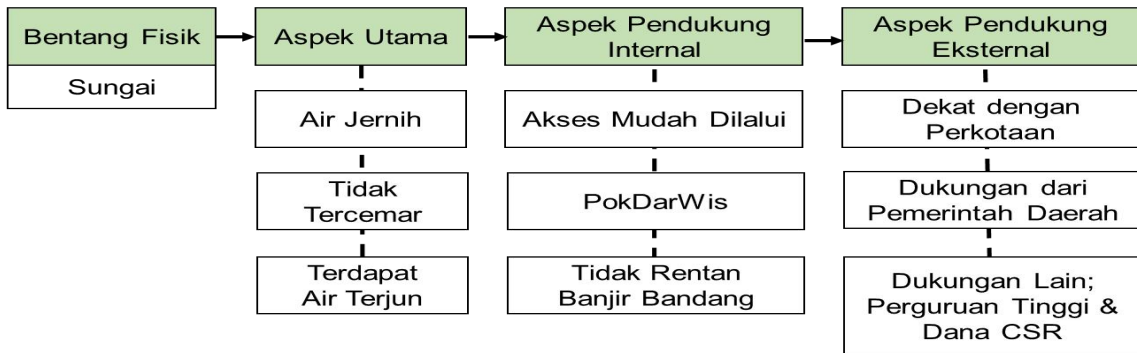 Bentang Fisik
Sungai
Aspek Utama
Air Jernih
Tidak
Tercemar
Terdapat
Air Terjun
Aspek Pendukung
Internal
Akses Mudah Dilalui
PokDarWis
Tidak Rentan
Banjir Bandang
Aspek Pendukung
Eksternal
Dekat dengan
Perkotaan
Dukungan dari
Pemerintah Daerah
Dukungan Lain;
Perguruan Tinggi &
Dana CSR